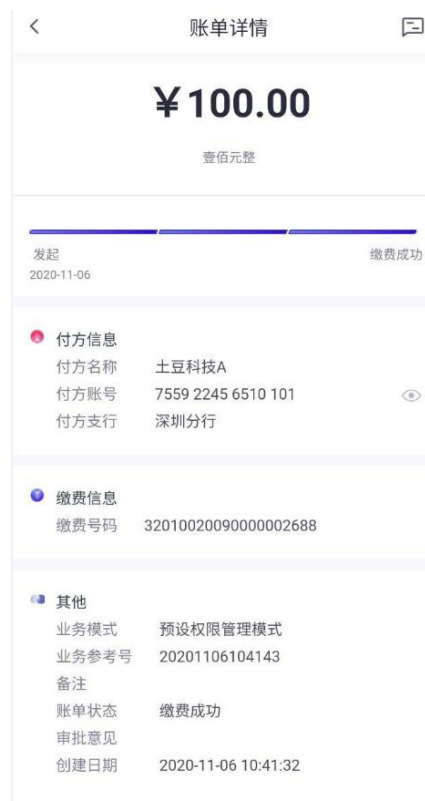 账单详情
¥100.00
壹佰元整
发起 缴费成功
2020-11-06
付方信息
付方名称 土豆科技A
付方账号 7559 2245 6510 101
付方支行 深圳分行
缴费信息
缴费号码 32010020090000002688
其他
业务模式 预设权限管理模式
业务参考号 20201106104143
备注
账单状态 缴费成功
审批意见
创建日期 2020-11-06 10:41:32